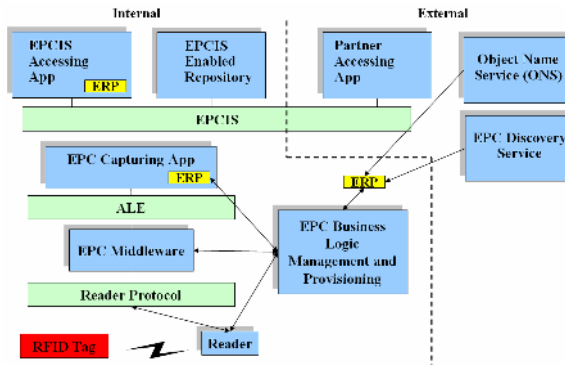 Internal
External
EPCIS
Accessing
App
ERP
EPCIS
Enabled
Repository
Partner
Accessing
App
Object Name
Service (ONS)
EPCIS
EPC Discovery
Service
EPC Capturing App
ERP
ERP
ALE
EPC Business
Logic
Management and
Provisioning
EPC Middleware
Reader Protocol
RFID Tag
Reader